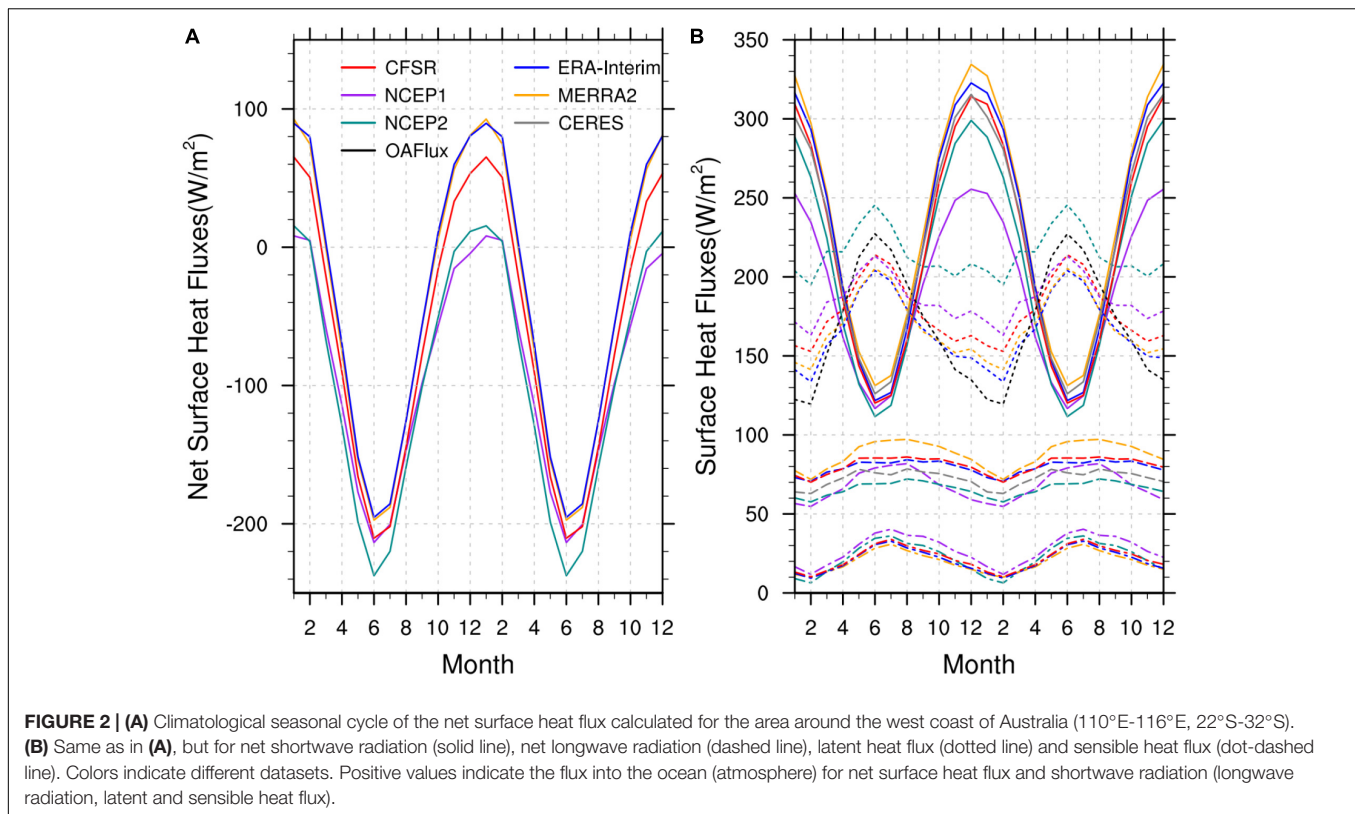 A
Net Surface Heat Fluxes(W/m²)
100
0
-100
-200
CFSR
NCEP1
NCEP2
OAFlux
ERA-Interim
MERRA2
CERES
2 4 6 8 10 12 2 4 6 8 10 12
Month
B
Surface Heat Fluxes(W/m²)
350
300
250
200
150
100
50
0
2 4 6 8 10 12 2 4 6 8 10 12
Month
FIGURE 2 | (A) Climatological seasonal cycle of the net surface heat flux calculated for the area around the west coast of Australia (110°E-116°E, 22°S-32°S).
(B) Same as in (A), but for net shortwave radiation (solid line), net longwave radiation (dashed line), latent heat flux (dotted line) and sensible heat flux (dot-dashed
line). Colors indicate different datasets. Positive values indicate the flux into the ocean (atmosphere) for net surface heat flux and shortwave radiation (longwave
radiation, latent and sensible heat flux).